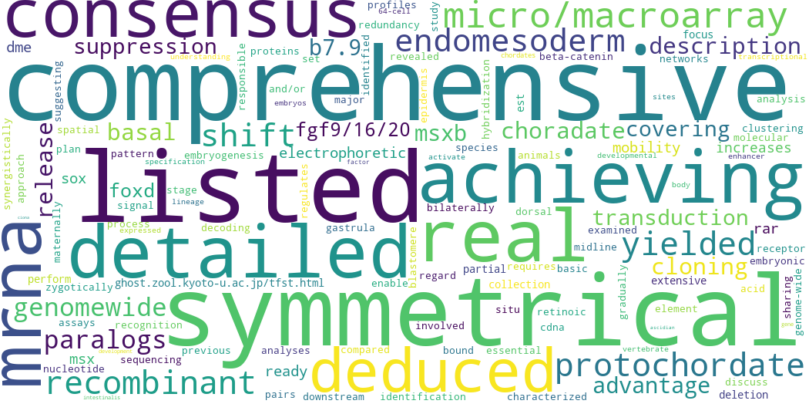 consensus
profiles
64-cell
redundancy
study
micro/macroarray
dme
suppression
proteins
set
b7.9
identified
revealed
endomesoderm
focus
description
understanding
responsible
major
beta-catenin
networks
transcriptional
comprehensive
suggesting
embryos
and/or
epidermis
hybridization
est
sites
analysis
synergistically
spatial
basal
shift
fgf9/16/20
msxb
choradate
covering
clustering
molecular
approach
plan
pattern
embryogenesis
electrophoretic
species
animals
mobility
increases
release
specification
factor
activate
developmental
enhancer
sox
foxd
stage
lineage
regulates
listed
achieving
body
signal
bilaterally
dorsal
transduction
maternally
process
expressed
decoding
gastrula
examined
rar
mrna
detailed
real
midline
yielded
receptor
embryonic
blastomere
regard
partial
requires
basic
cloning
perform
zygotically
ghost.zool.kyoto-u.ac.jp/tfst.html
enable
collection
extensive
acid
sharing
genome-wide
genomewide
symmetrical
situ
retinoic
gradually
element
assays
recognition
involved
cdna
ascidian
paralogs
previous
analyses
compared
bound
essential
vertebrate
msx
sequencing
nucleotide
ready
deduced
protochordate
recombinant
pairs
downstream
identification
characterized
advantage
discuss
deletion
intestinalis